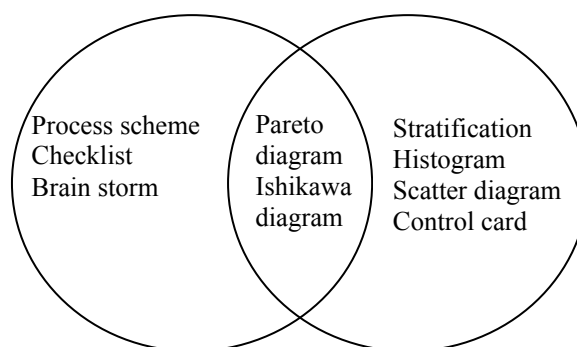 Process scheme
Checklist
Brain storm
Pareto
diagram
Ishikawa
diagram
Stratification
Histogram
Scatter diagram
Control card